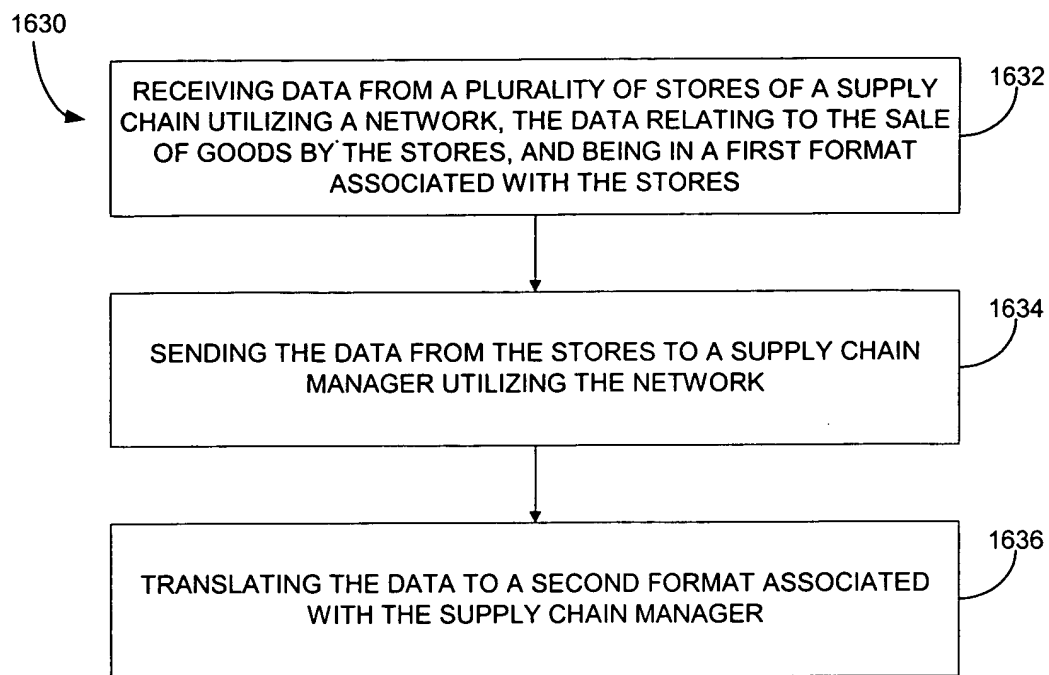 1630
1632
RECEIVING DATA FROM A PLURALITY OF STORES OF A SUPPLY
CHAIN UTILIZING A NETWORK, THE DATA RELATING TO THE SALE
OF GOODS BY THE STORES, AND BEING IN A FIRST FORMAT
ASSOCIATED WITH THE STORES
1634
SENDING THE DATA FROM THE STORES TO A SUPPLY CHAIN
MANAGER UTILIZING THE NETWORK
1636
TRANSLATING THE DATA TO A SECOND FORMAT ASSOCIATED
WITH THE SUPPLY CHAIN MANAGER